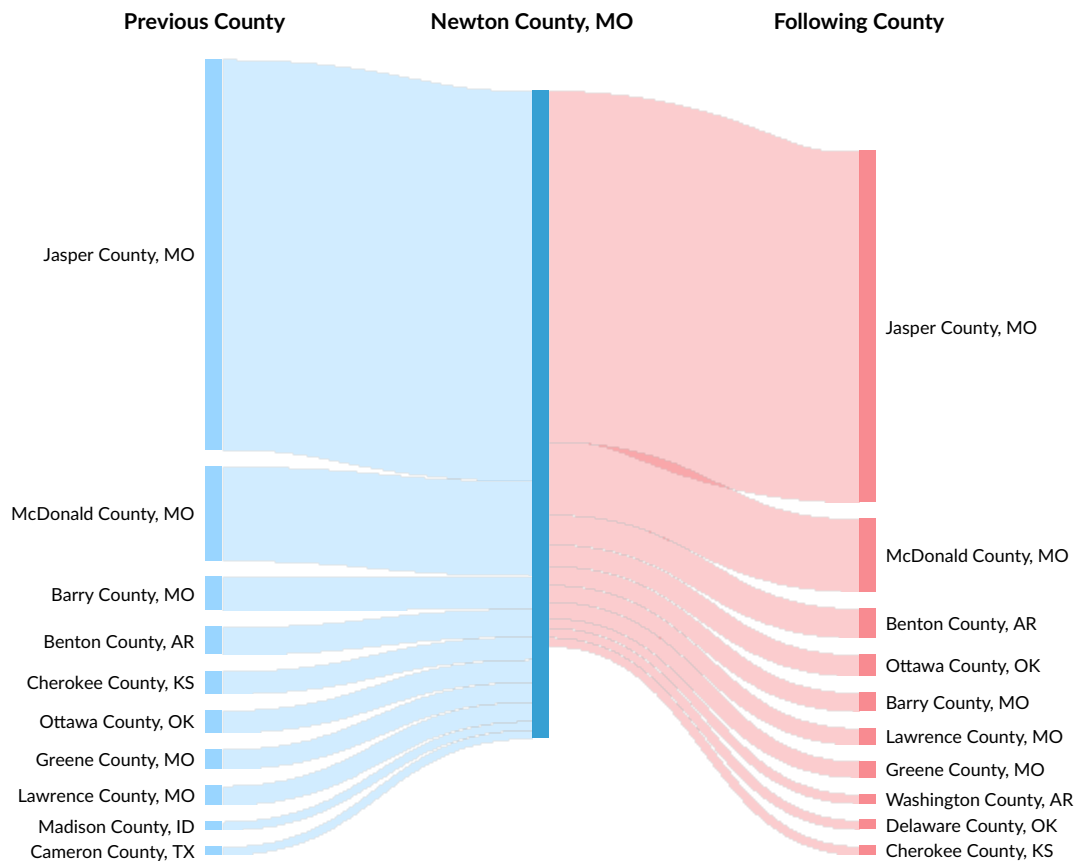 Previous County
Newton County, MO
Following County
Jasper County, MO
McDonald County, MO
Barry County, MO
Benton County, AR
Cherokee County, KS
Ottawa County, OK
Greene County, MO
Lawrence County, MO
Madison County, ID
Cameron County, TX
Jasper County, MO
McDonald County, MO
Benton County, AR
Ottawa County, OK
Barry County, MO
Lawrence County, MO
Greene County, MO
Washington County, AR
Delaware County, OK
Cherokee County, KS